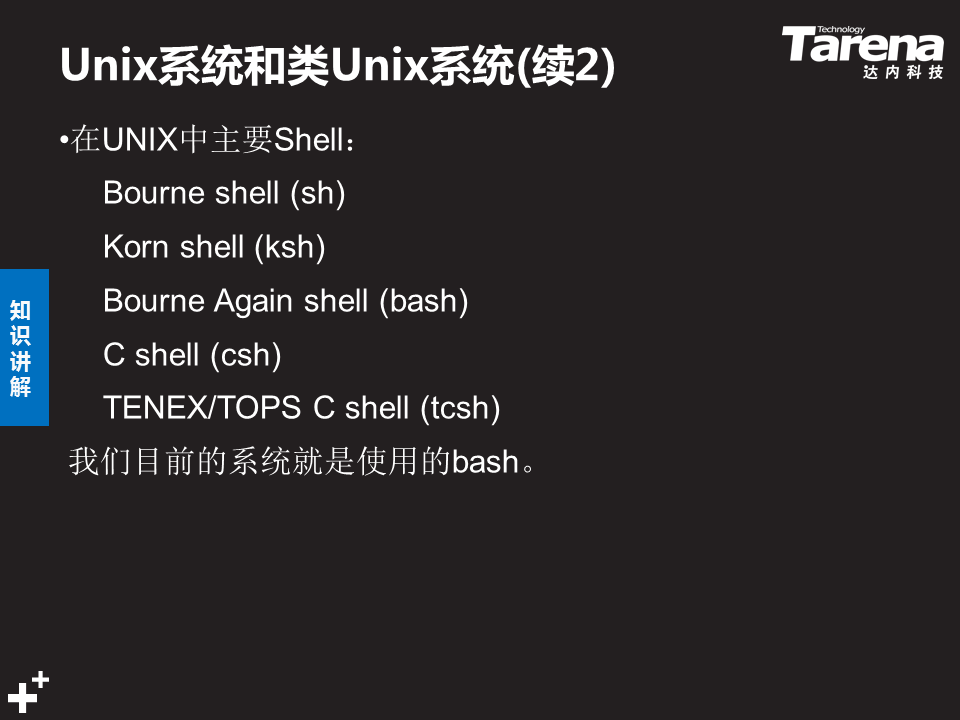 Unix系统和类Unix系统(续2)
Technology
Tarena
达内科技
•在UNIX中主要Shell：
Bourne shell (sh)
Korn shell (ksh)
Bourne Again shell (bash)
C shell (csh)
TENEX/TOPS C shell (tcsh)
我们目前的系统就是使用的bash。
知
识
讲
解